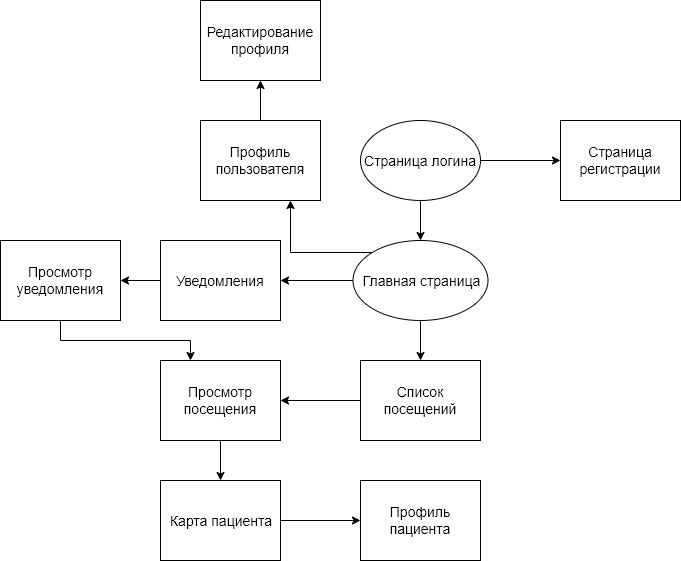 Редактирование
профиля
Профиль
пользователя
Страница логина
Страница
регистрации
Просмотр
уведомления
Уведомления
Главная страница
Просмотр
посещения
Список
посещений
Карта пациента
Профиль
пациента